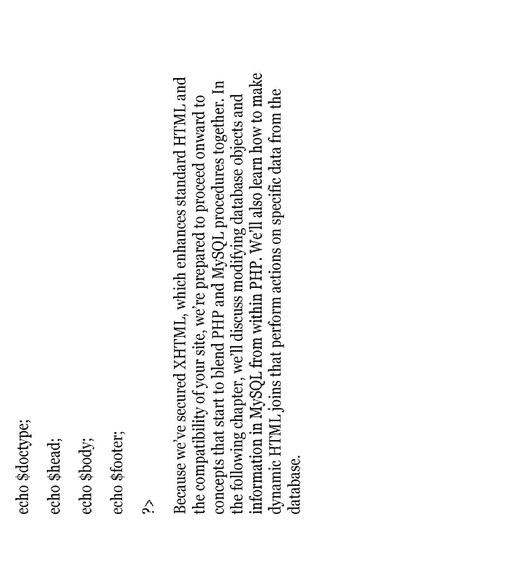 echo $doctype;
echo $head;
echo $body;
echo $footer;
?>
Because we've secured XHTML, which enhances standard HTML and
the compatibility of your site, we're prepared to proceed onward to
concepts that start to blend PHP and MySQL procedures together. In
the following chapter, we'll discuss modifying database objects and
information in MySQL from within PHP. We'll also learn how to make
dynamic HTML joins that perform actions on specific data from the
database.